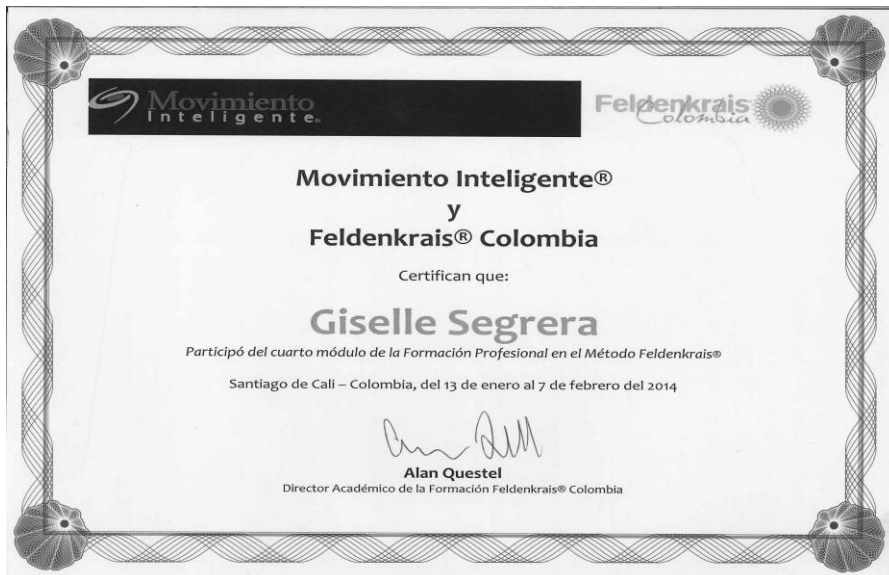 Movimiento
Inteligente®
Feldenkrais
Colombia
Movimiento Inteligente®
y
Feldenkrais® Colombia
Certifican que:
Giselle Segrera
Participó del cuarto módulo de la Formación Profesional en el Método Feldenkrais®
Santiago de Cali – Colombia, del 13 de enero al 7 de febrero del 2014
Alan Questel
Director Académico de la Formación Feldenkrais® Colombia